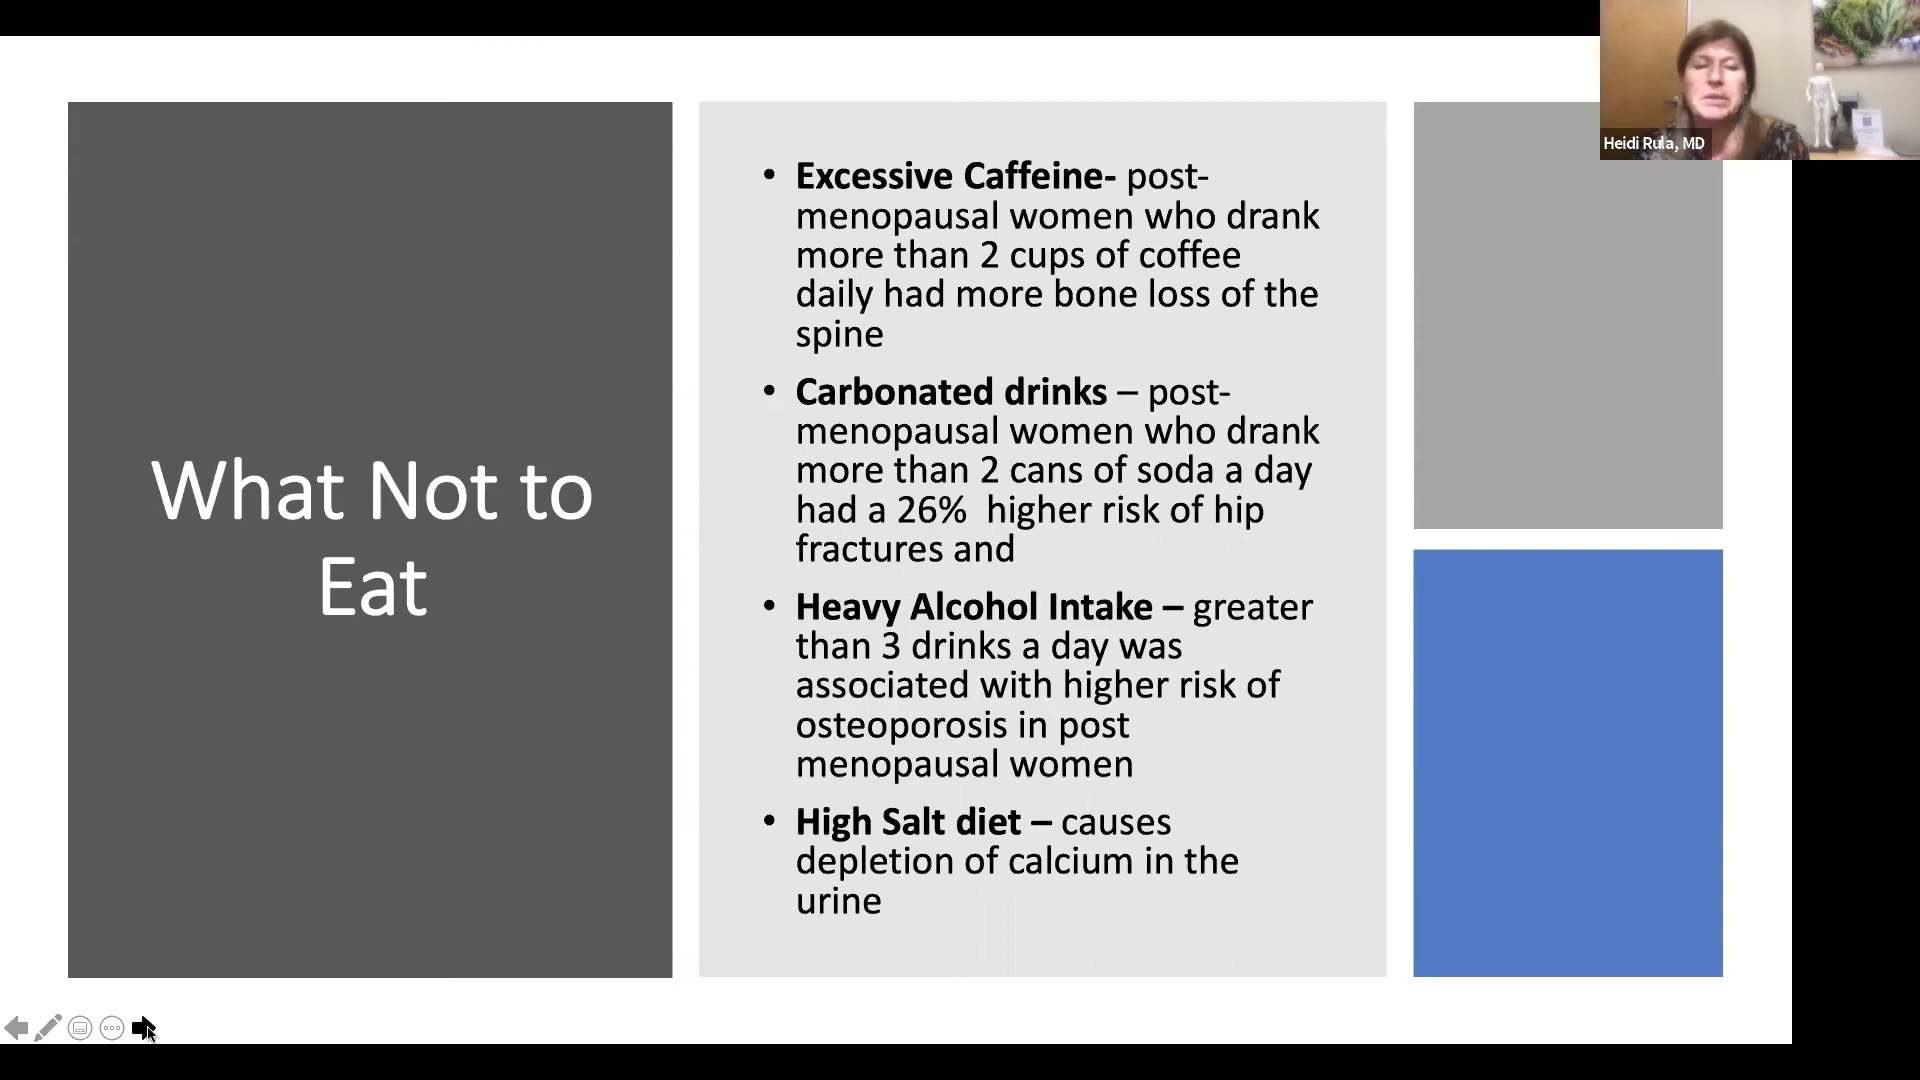 What Not to
Eat
• Excessive Caffeine- post-
menopausal women who drank
more than 2 cups of coffee
daily had more bone loss of the
spine
• Carbonated drinks – post-
menopausal women who drank
more than 2 cans of soda a day
had a 26%  higher risk of hip
fractures and
• Heavy Alcohol Intake – greater
than 3 drinks a day was
associated with higher risk of
osteoporosis in post
menopausal women
• High Salt diet – causes
depletion of calcium in the
urine
Heidi Rula, MD